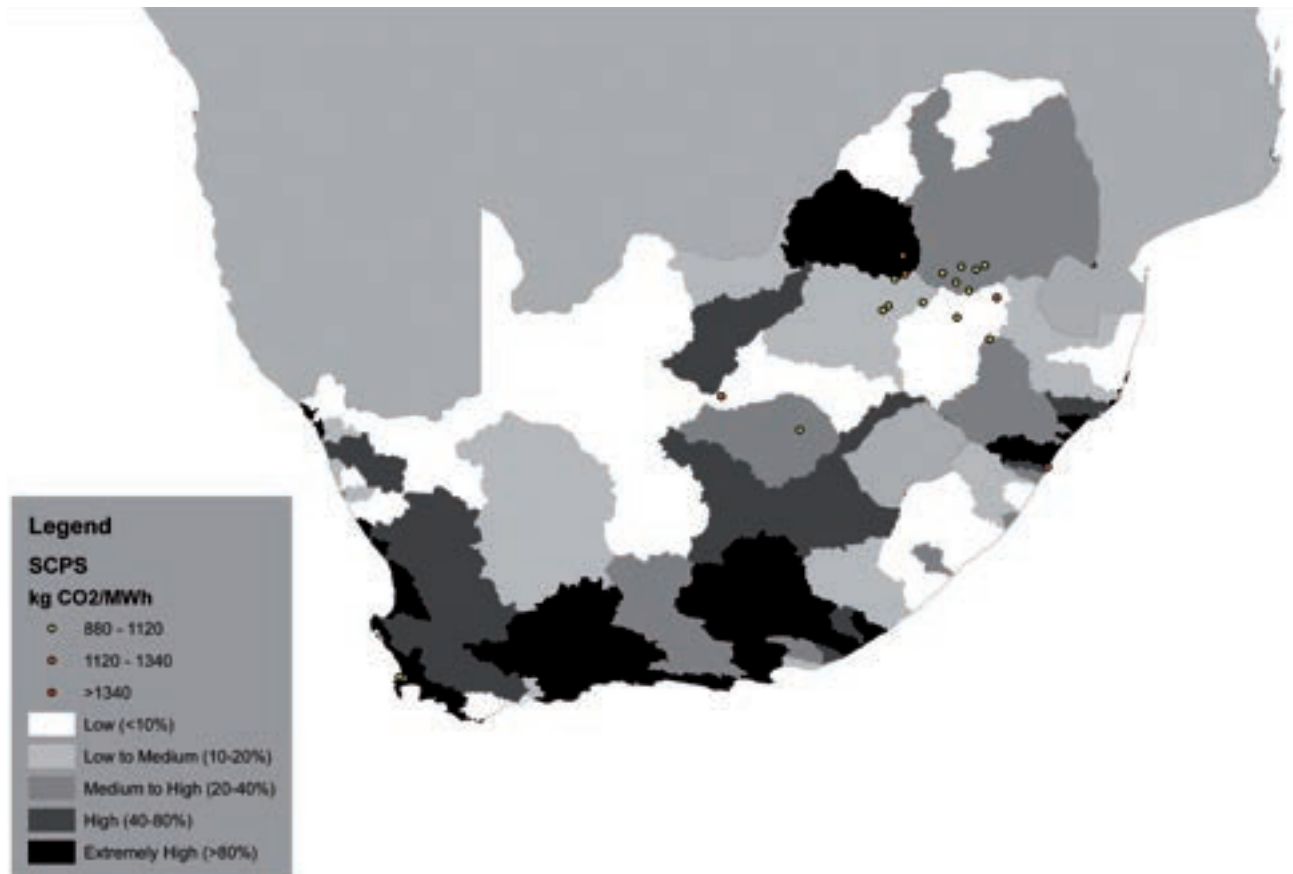 Legend
SCPS
kg CO2/MWh
880 - 1120
1120 - 1340
>1340
Low (<10%)
Low to Medium (10-20%)
Medium to High (20-40%)
High (40-80%)
Extremely High (>80%)